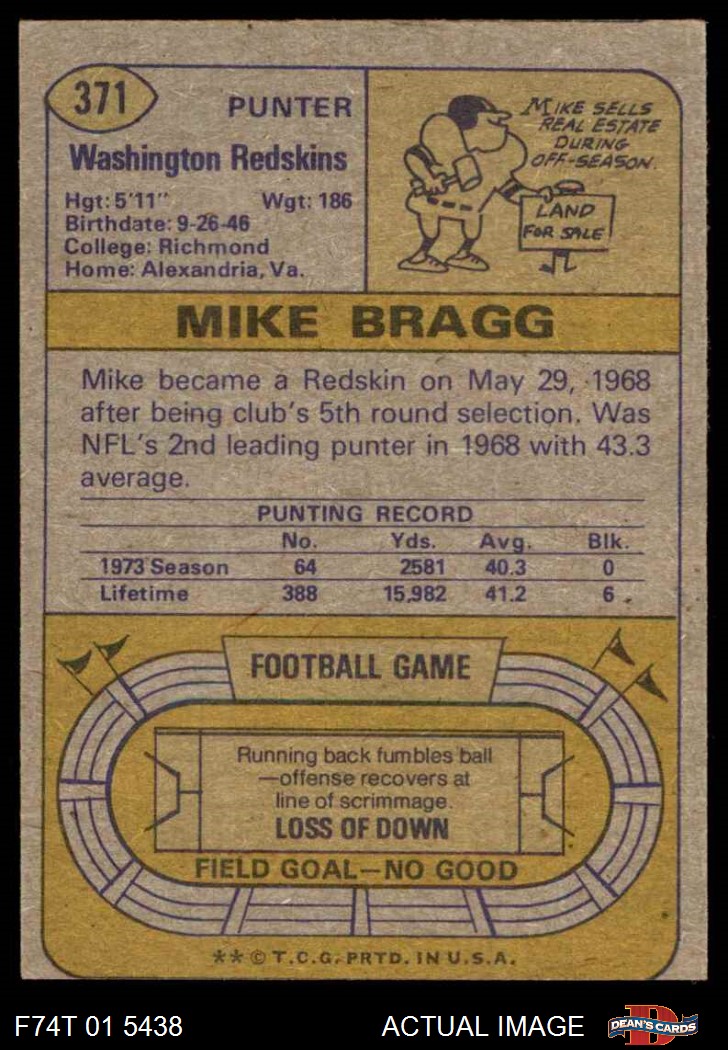 371
PUNTER
Washington Redskins
Hgt: 5'11" Wgt: 186
Birthdate: 9-26-46
College: Richmond
Home: Alexandria, Va.
MIKE SELLS
REAL ESTATE
DURING
OFF-SEASON.
LAND
FOR SALE
MIKE BRAGG
Mike became a Redskin on May 29, 1968
after being club's 5th round selection. Was
NFL's 2nd leading punter in 1968 with 43.3
average.
PUNTING RECORD
No. Yds. Avg. Blk.
1973 Season 64 2581 40.3 0
Lifetime 388 15,982 41.2 6
FOOTBALL GAME
Running back fumbles ball
—offense recovers at
line of scrimmage.
LOSS OF DOWN
FIELD GOAL—NO GOOD
** © T.C.G. PRTD. IN U.S.A.
F74T 01 5438 ACTUAL IMAGE
D
DEAN'S CARDS